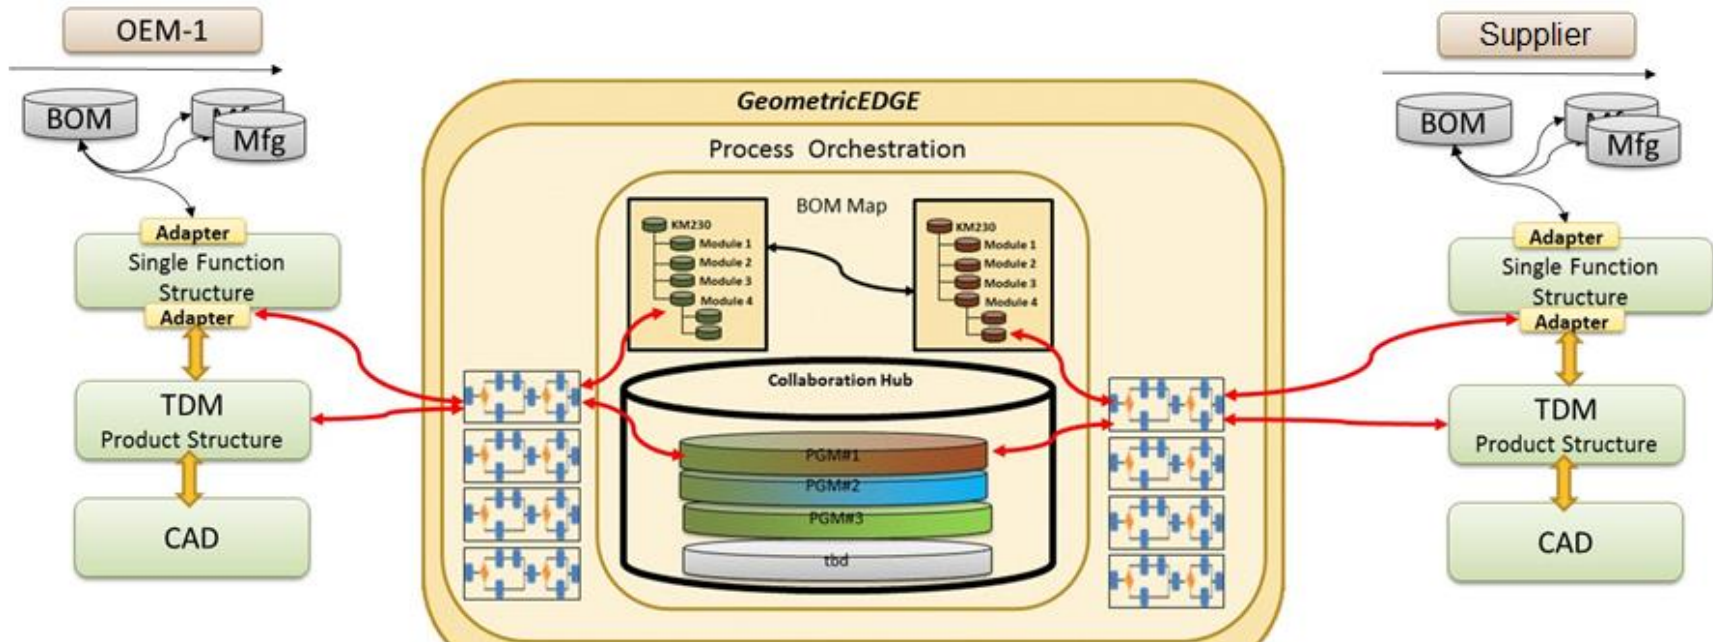 OEM-1
BOM
Mfg
Adapter
Single Function
Structure
Adapter
TDM
Product Structure
CAD
GeometricEDGE
Process Orchestration
BOM Map
KM230
Module 1
Module 2
Module 3
Module 4
KM230
Module 1
Module 2
Module 3
Module 4
Collaboration Hub
PGM#1
PGM#2
PGM#3
tbd
Supplier
BOM
Mfg
Adapter
Single Function
Structure
Adapter
TDM
Product Structure
CAD